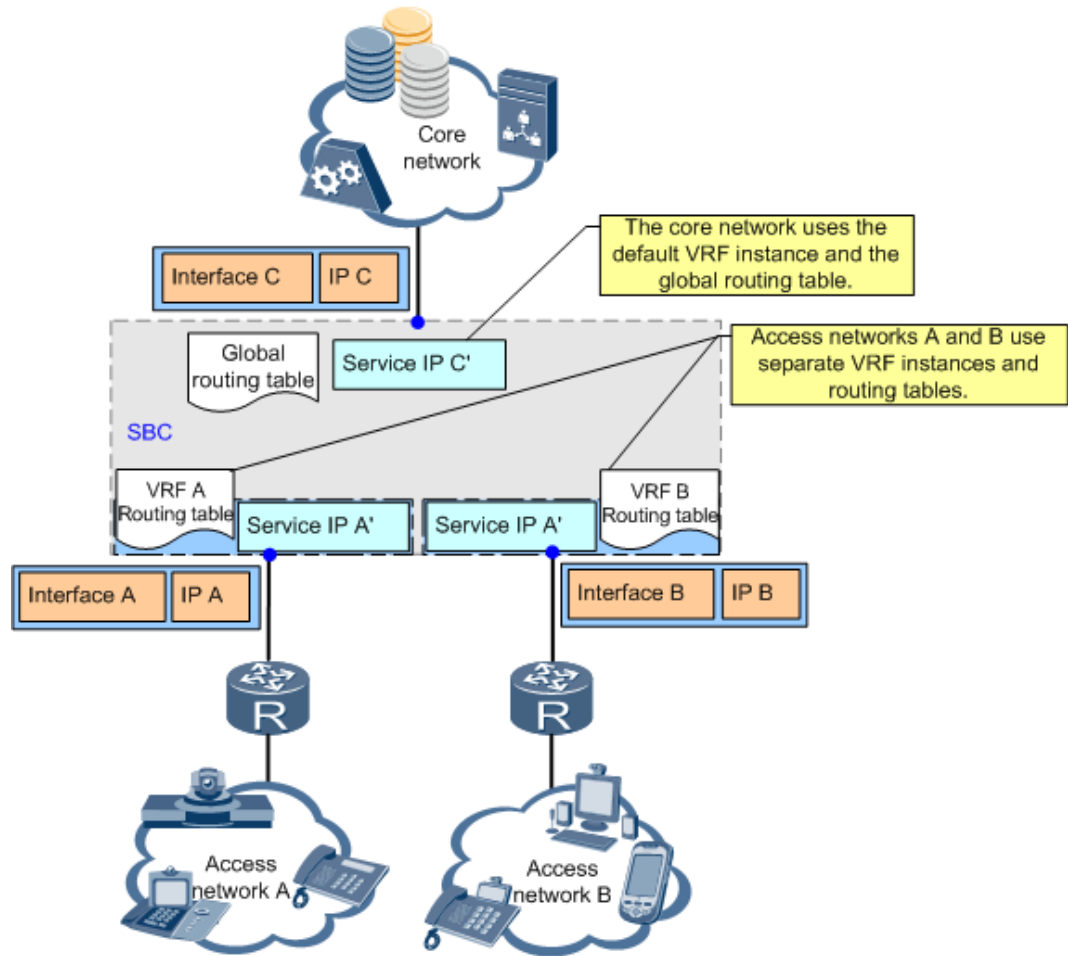 Core
network
The core network uses the
default VRF instance and the
global routing table.
Interface C
IP C
Global
routing table
Service IP C'
Access networks A and B use
separate VRF instances and
routing tables.
SBC
VRF A
Routing table
Service IP A'
Service IP A'
VRF B
Routing table
Interface A
IP A
Interface B
IP B
R
R
Access
network A
Access
network B